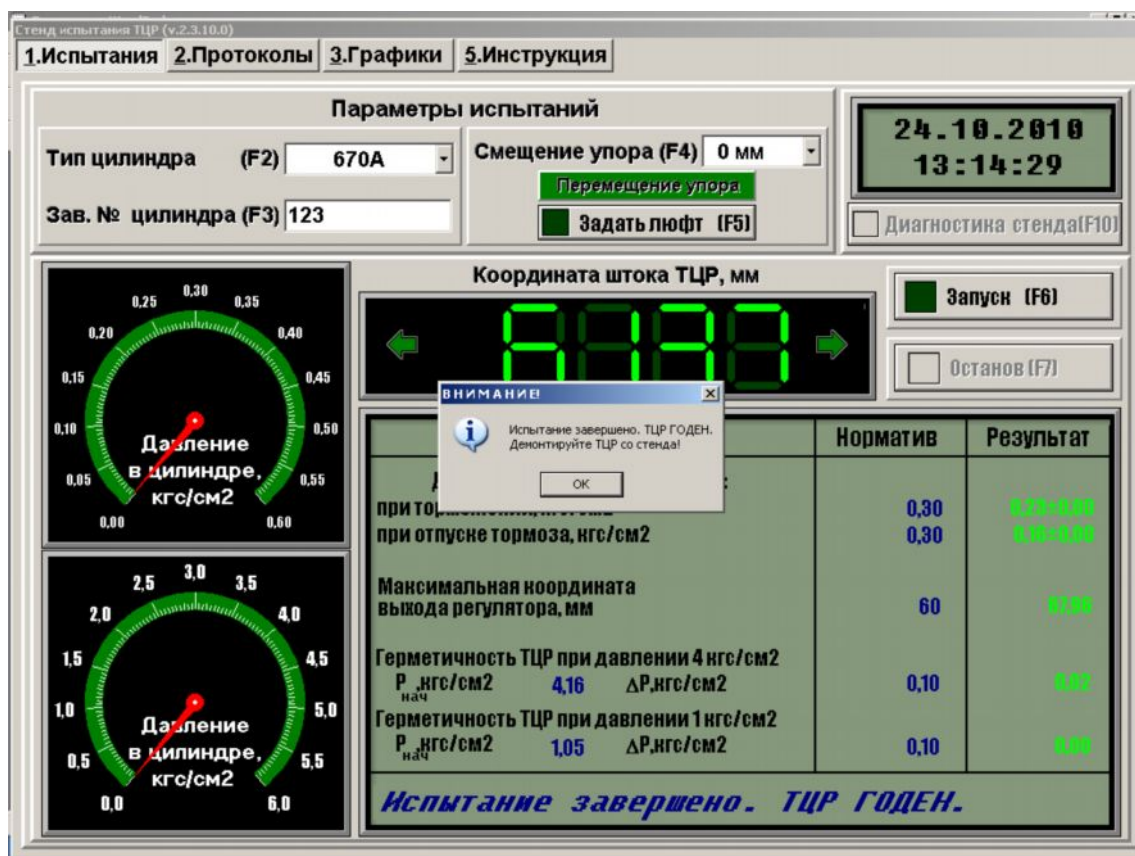 Стенд испытания ТЦР (v.2.3.10.0)
1.Испытания 2.Протоколы 3.Графики 5.Инструкция
Параметры испытаний
Тип цилиндра (F2) 670А
Зав. № цилиндра (F3) 123
Смещение упора (F4) 0 мм
Перемещение упора
Задать люфт (F5)
24.10.2010
13:14:29
Диагностика стенда(F10)
Координата штока ТЦР, мм
Запуск (F6)
Останов (F7)
0,00 0,05 0,10 0,15 0,20 0,25 0,30 0,35 0,40 0,45 0,50 0,55 0,60
Давление
в цилиндре,
кгс/см2
0,0 0,5 1,0 1,5 2,0 2,5 3,0 3,5 4,0 4,5 5,0 5,5 6,0
Давление
в цилиндре,
кгс/см2
ВНИМАНИЕ!
Испытание завершено. ТЦР ГОДЕН.
Демонтируйте ТЦР со стенда!
OK
Норматив Результат
при 0,30
при отпуске тормоза, кгс/см2 0,30
Максимальная координата
выхода регулятора, мм 60
Герметичность ТЦР при давлении 4 кгс/см2
Рнач,кгс/см2 4,16 ΔР,кгс/см2 0,10 0,02
Герметичность ТЦР при давлении 1 кгс/см2
Рнач,кгс/см2 1,05 ΔР,кгс/см2 0,10 0,00
Испытание завершено. ТЦР ГОДЕН.